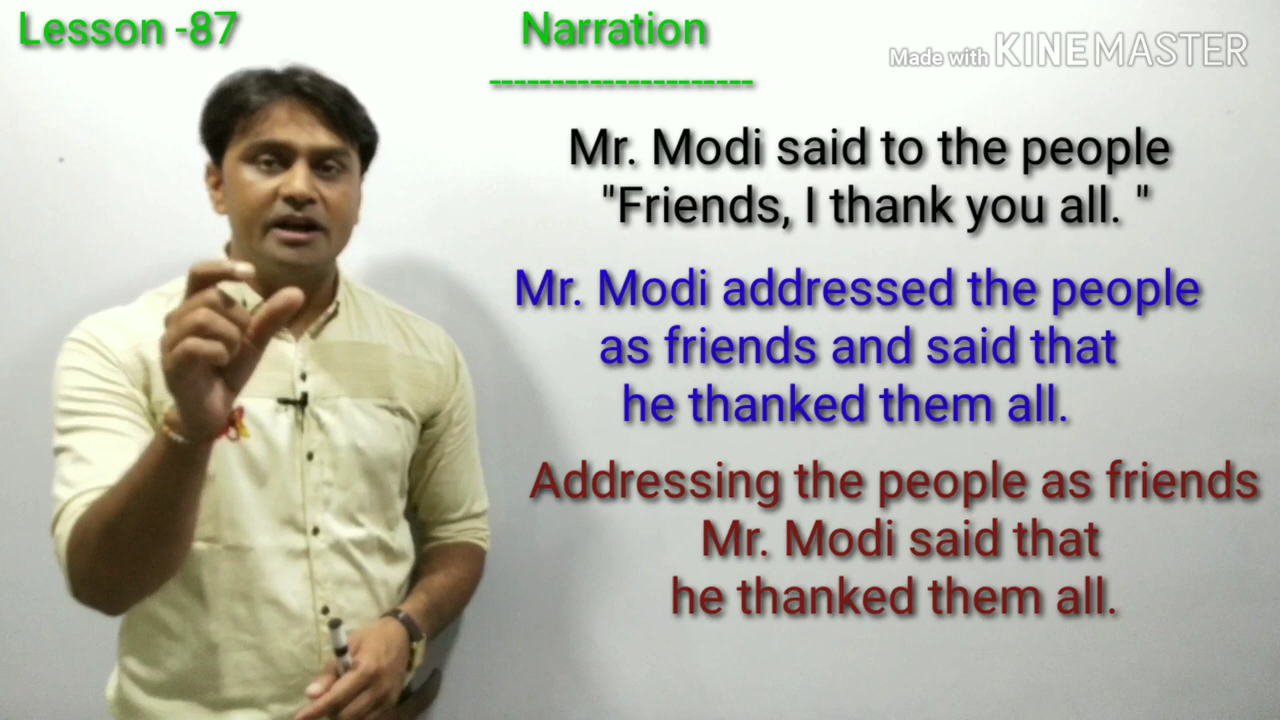 Lesson -87
Narration
Made with KINEMASTER
---------------------
Mr. Modi said to the people
"Friends, I thank you all. "
Mr. Modi addressed the people
as friends and said that
he thanked them all.
Addressing the people as friends
Mr. Modi said that
he thanked them all.